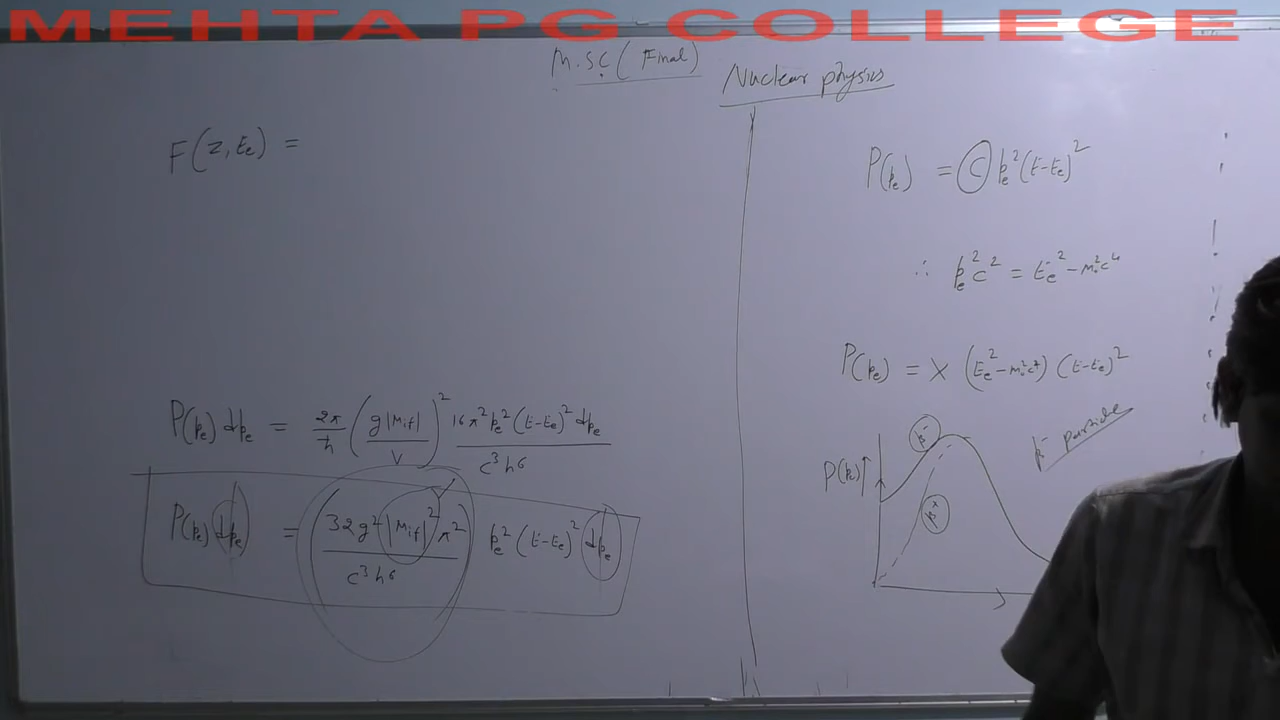 MEHTA PG COLLEGE
M.SC (Final)
Nuclear physics
F(Z, Ee) =
P(pe) dpe = 2π/ħ (g|Mif|/V)² 16π²pe²(E-Ee)² dpe / c³h⁶
P(pe) dpe = (32g²|Mif|²π²/c³h⁶) pe²(E-Ee)² dpe
P(pe) = C pe²(E-Ee)²
∴ pe²c² = Ee²-m₀²c⁴
P(pe) = X (Ee²-m₀²c⁴) (E-Ee)²
β⁻
β⁻ particle
P(pe)↑
β⁺